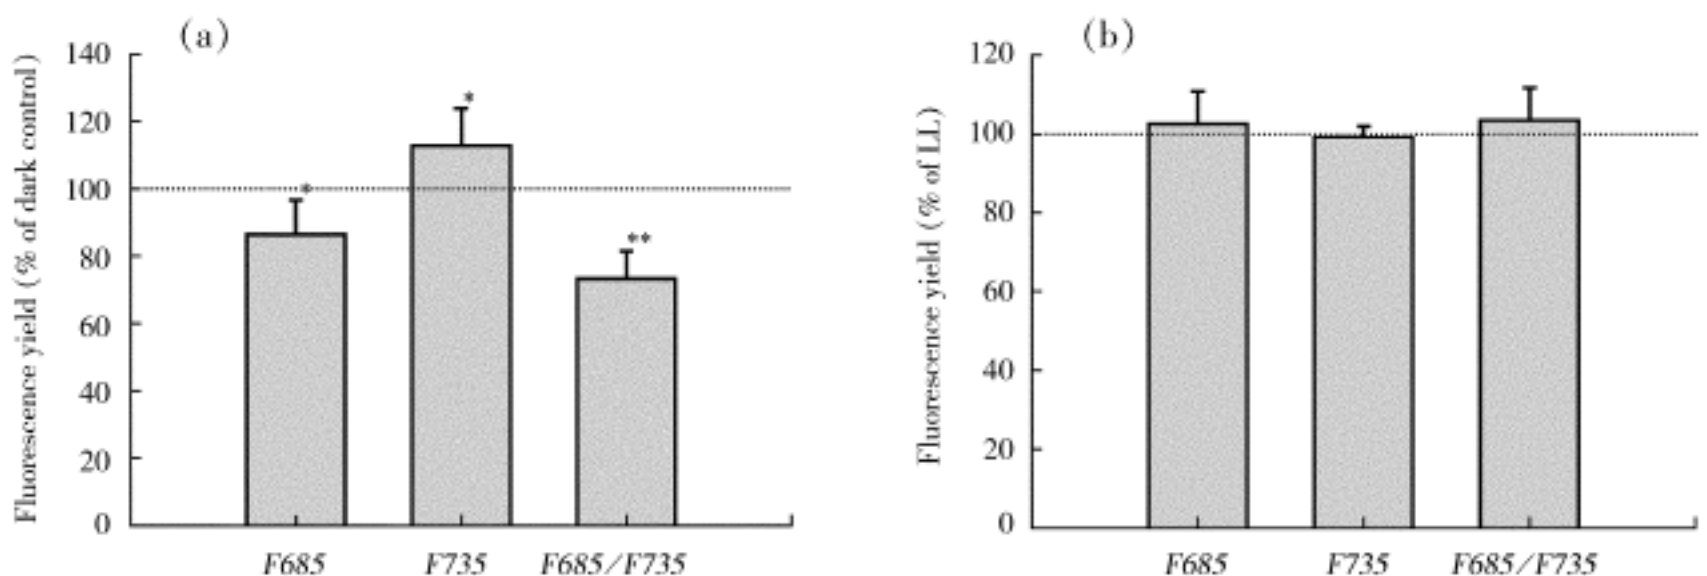 (a)
Fluorescence yield (% of dark control)
140
120
100
80
60
40
20
0
*
*
**
F685
F735
F685/F735
(b)
Fluorescence yield (% of LL)
120
100
80
60
40
20
0
F685
F735
F685/F735